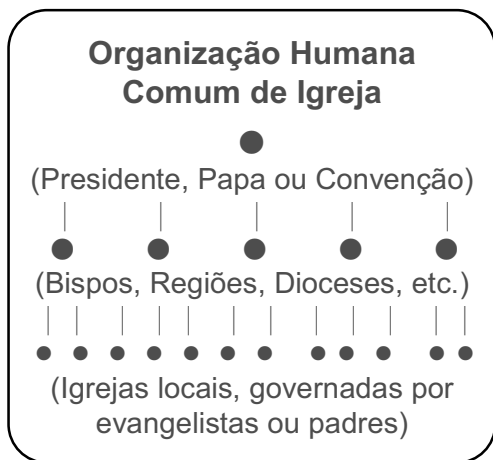 Organização Humana
Comum de Igreja
(Presidente, Papa ou Convenção)
(Bispos, Regiões, Dioceses, etc.)
(Igrejas locais, governadas por
evangelistas ou padres)